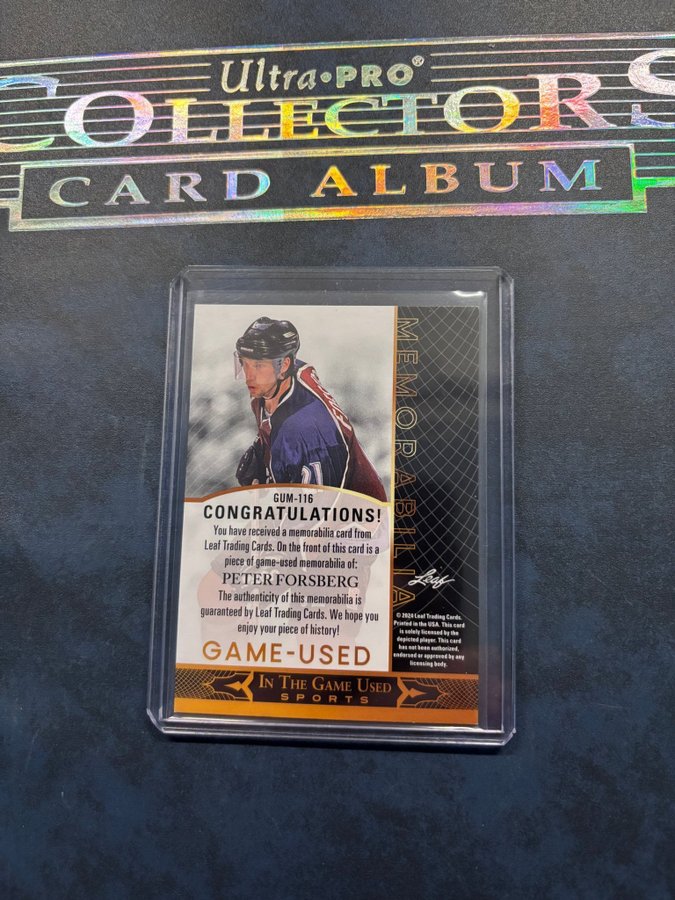 Ultra•PRO®
COLLECTORS
CARD ALBUM
MEMORABILIA
21
GUM-116
CONGRATULATIONS!
You have received a memorabilia card from
Leaf Trading Cards. On the front of this card is a
piece of game-used memorabilia of:
PETER FORSBERG
The authenticity of this memorabilia is
guaranteed by Leaf Trading Cards. We hope you
enjoy your piece of history!
GAME-USED
Leaf
© 2024 Leaf Trading Cards.
Printed in the USA. This card
is solely licensed by the
depicted player. This card
has not been authorized,
endorsed or approved by any
licensing body.
IN THE GAME USED
SPORTS